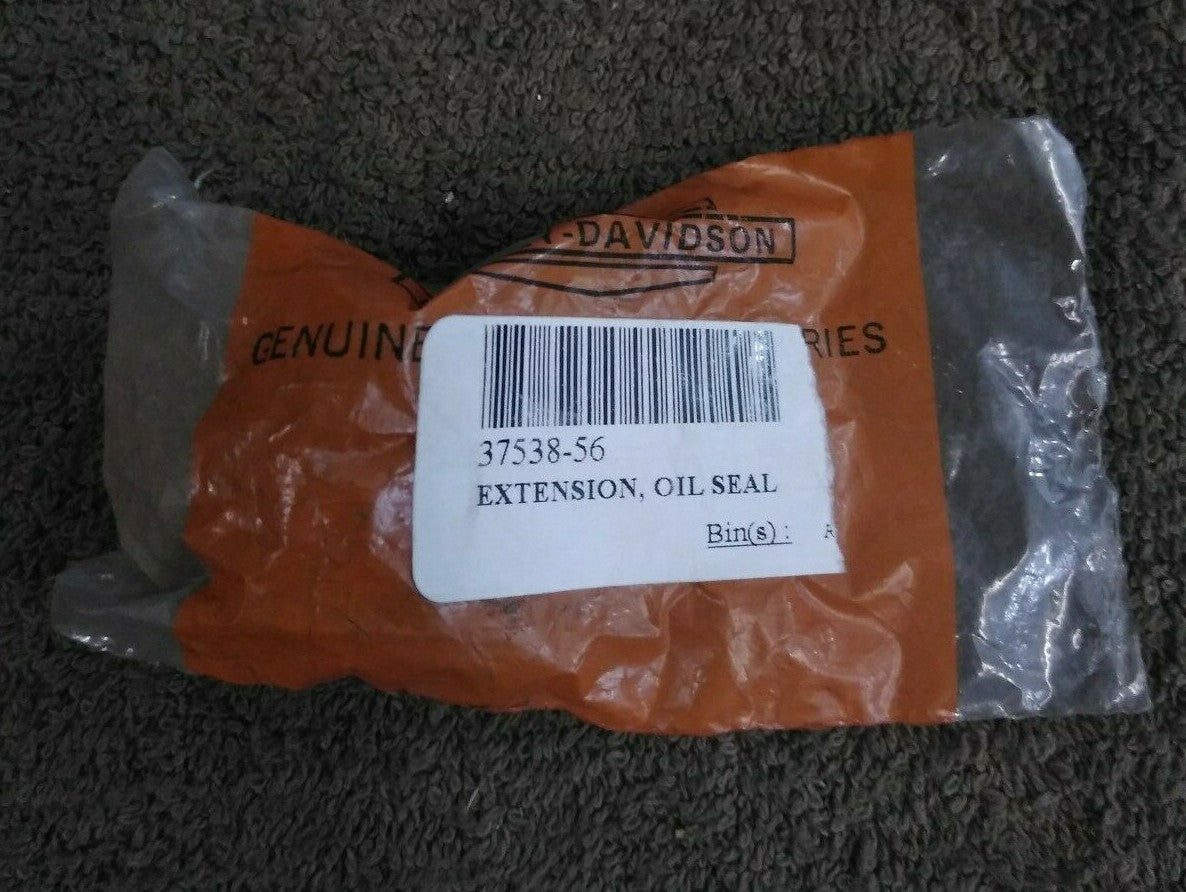 -DAVIDSON
GENUINE RIES
37538-56
EXTENSION, OIL SEAL
Bin(s) :